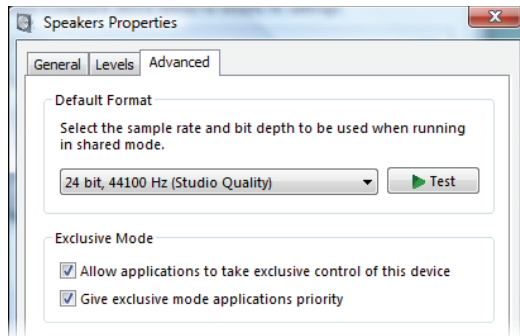 Speakers Properties
General Levels Advanced
Default Format
Select the sample rate and bit depth to be used when running
in shared mode.
24 bit, 44100 Hz (Studio Quality) Test
Exclusive Mode
Allow applications to take exclusive control of this device
Give exclusive mode applications priority